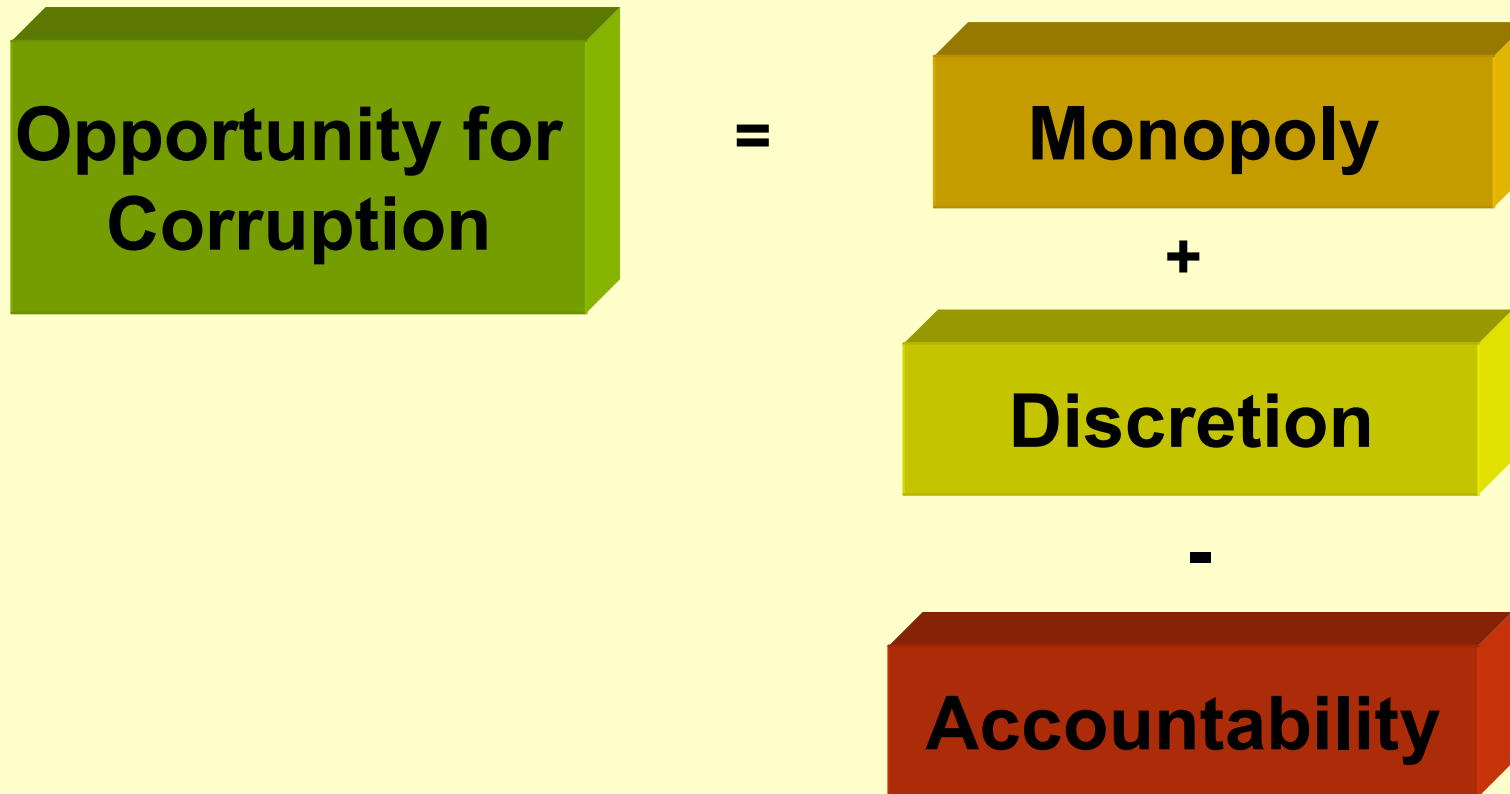 Opportunity for
Corruption
=
Monopoly
+
Discretion
-
Accountability